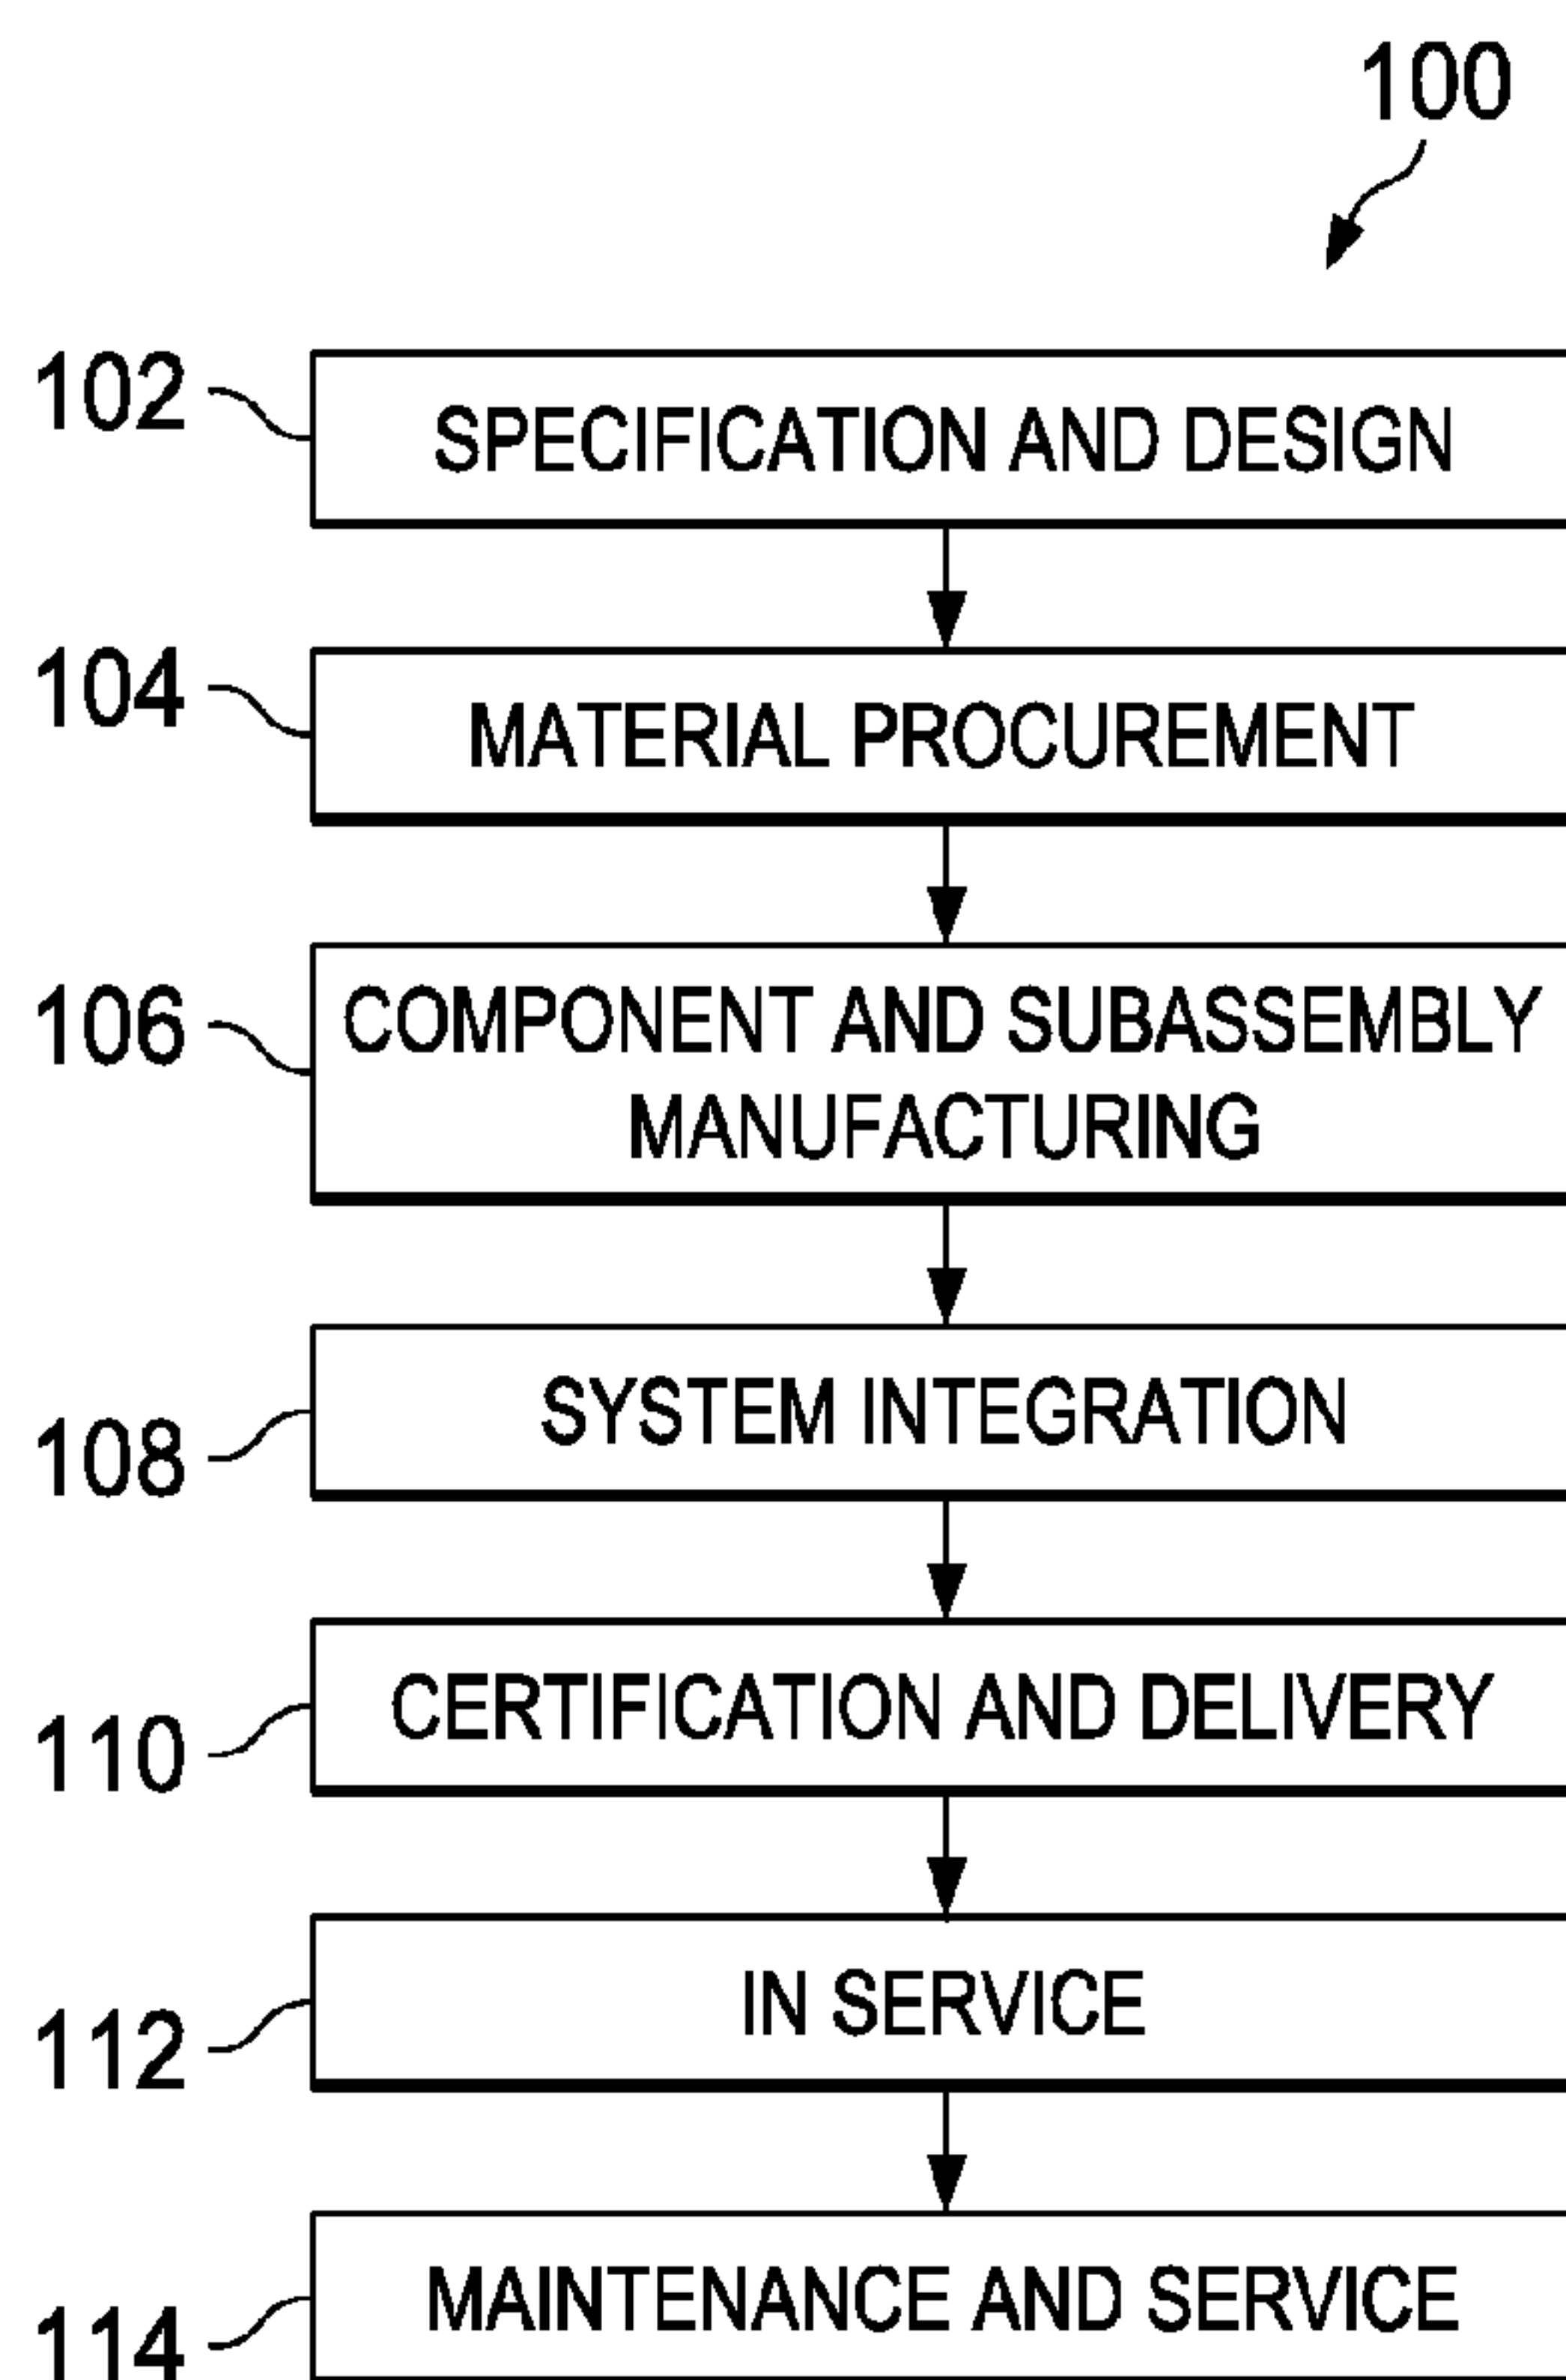 100
102 SPECIFICATION AND DESIGN
104 MATERIAL PROCUREMENT
106 COMPONENT AND SUBASSEMBLY
MANUFACTURING
108 SYSTEM INTEGRATION
110 CERTIFICATION AND DELIVERY
112 IN SERVICE
114 MAINTENANCE AND SERVICE